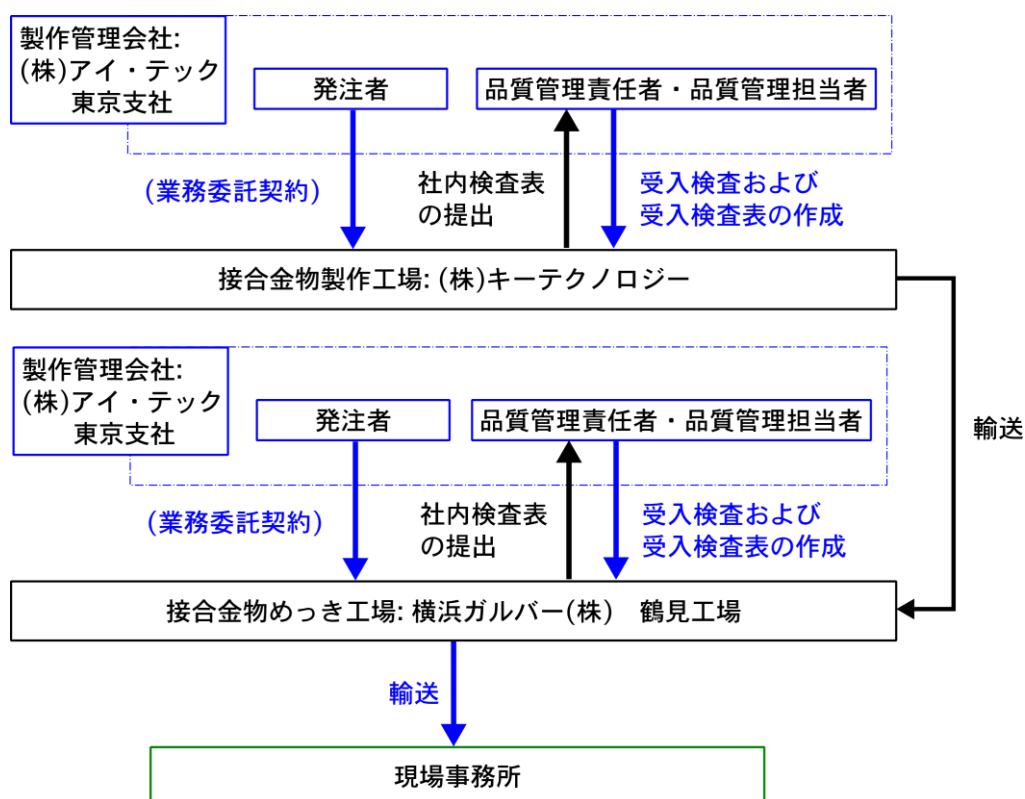 製作管理会社:
(株)アイ・テック
東京支社
発注者
品質管理責任者・品質管理担当者
(業務委託契約)
社内検査表
の提出
受入検査および
受入検査表の作成
接合金物製作工場: (株)キーテクノロジー
製作管理会社:
(株)アイ・テック
東京支社
発注者
品質管理責任者・品質管理担当者
輸送
(業務委託契約)
社内検査表
の提出
受入検査および
受入検査表の作成
接合金物めっき工場: 横浜ガルバー(株)　鶴見工場
輸送
現場事務所